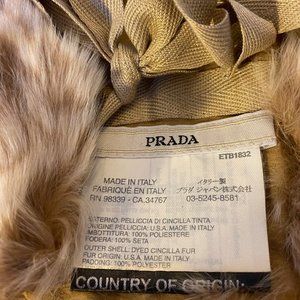 PRADA
ETB1832
MADE IN ITALY
FABRIQUÉ EN ITALY
RN 98339 - CA.34767
イタリー製
プラダ ジャパン株式会社
03-5245-8581
ESTERNO: PELLICCIA DI CINCILLA TINTA
ORIGINE PELLICCIA: U.S.A. MADE IN ITALY
IMBOTTITURA: 100% POLIESTERE
FODERA: 100% SETA
OUTER SHELL: DYED CINCILLA FUR
FUR ORIGIN: U.S.A. MADE IN ITALY
PADDING: 100% POLYESTER
COUNTRY OF ORIGIN: